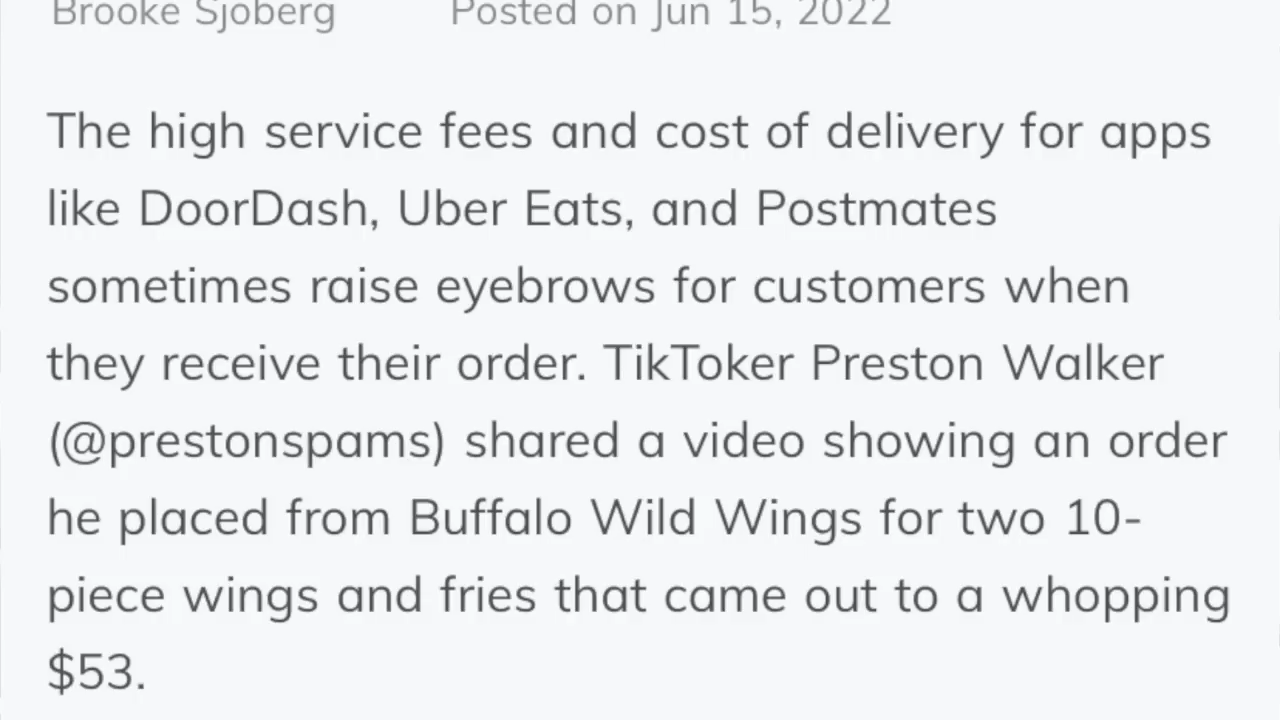 Brooke Sjoberg Posted on Jun 15, 2022
The high service fees and cost of delivery for apps
like DoorDash, Uber Eats, and Postmates
sometimes raise eyebrows for customers when
they receive their order. TikToker Preston Walker
(@prestonspams) shared a video showing an order
he placed from Buffalo Wild Wings for two 10-
piece wings and fries that came out to a whopping
$53.